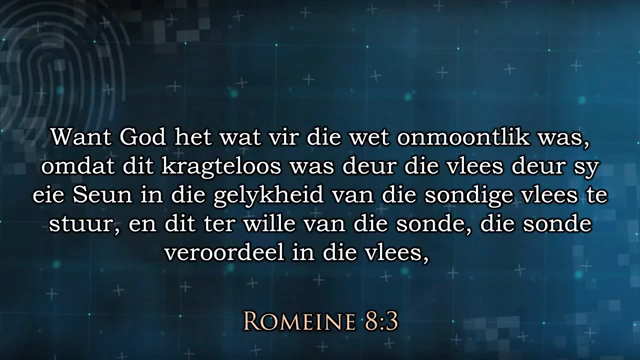 Want God het wat vir die wet onmoontlik was,
omdat dit kragteloos was deur die vlees deur sy
eie Seun in die gelykheid van die sondige vlees te
stuur, en dit ter wille van die sonde, die sonde
veroordeel in die vlees,
Romeine 8:3